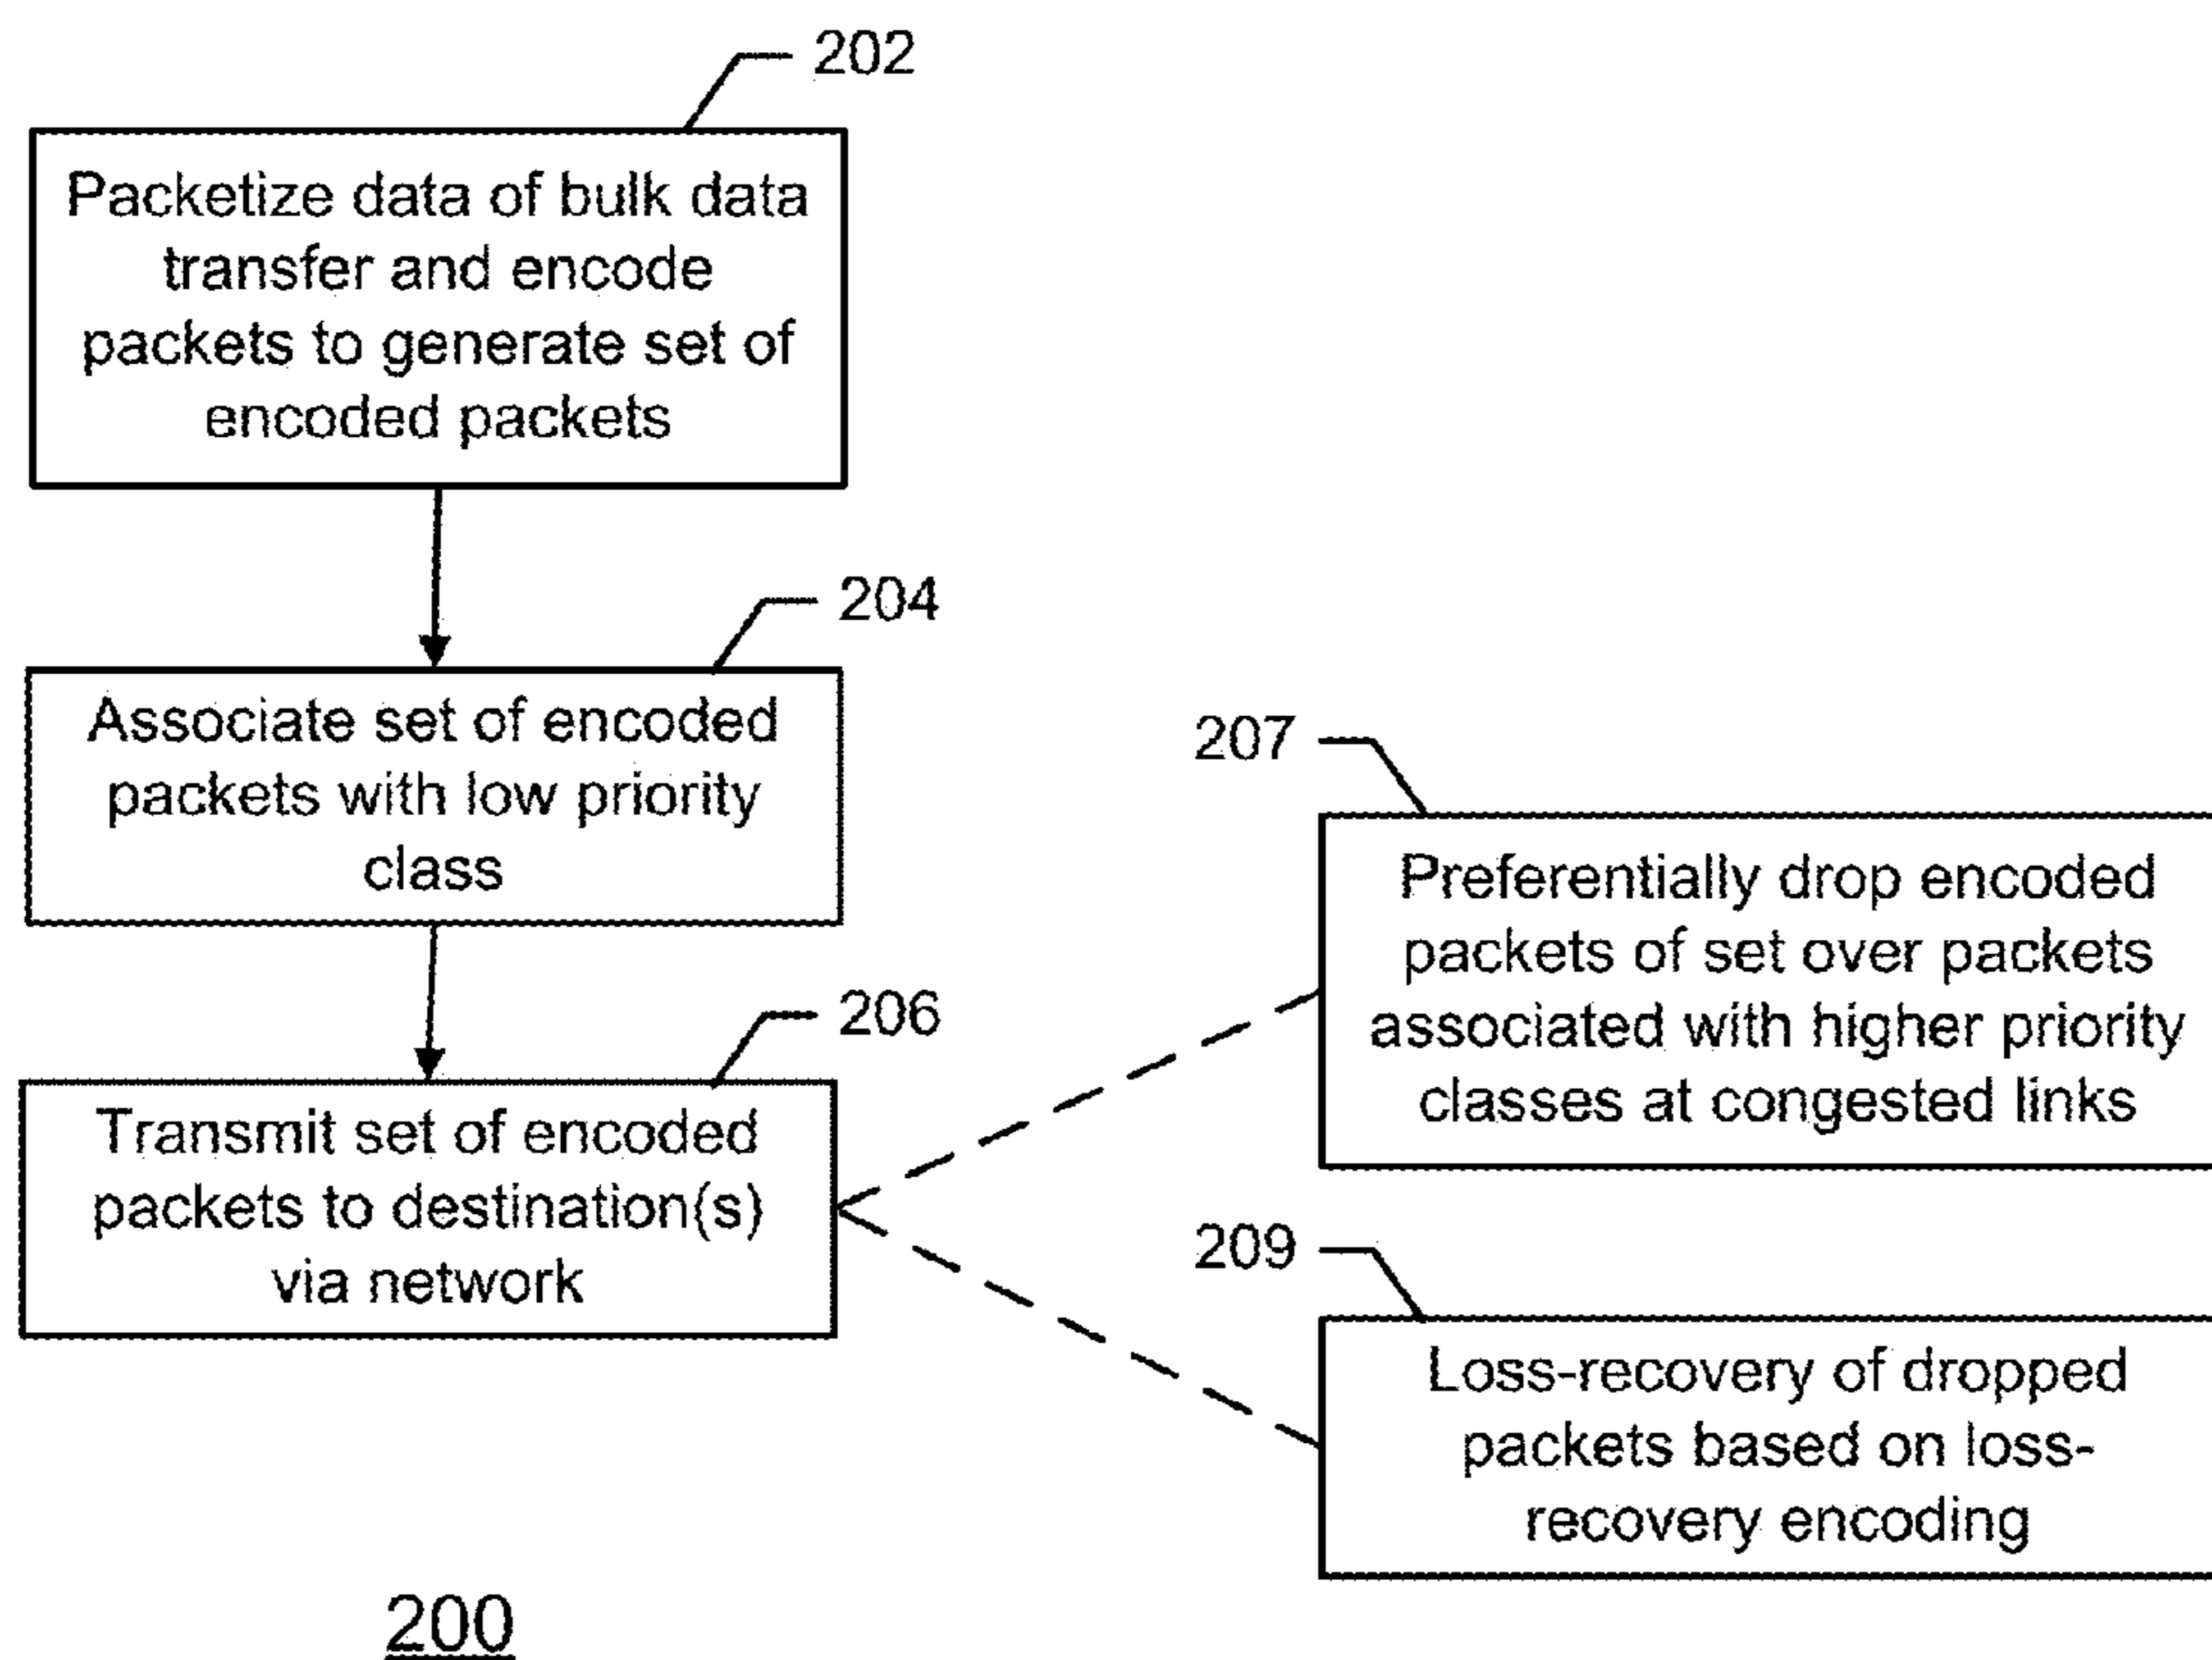 202
Packetize data of bulk data
transfer and encode
packets to generate set of
encoded packets
204
Associate set of encoded
packets with low priority
class
206
Transmit set of encoded
packets to destination(s)
via network
207
Preferentially drop encoded
packets of set over packets
associated with higher priority
classes at congested links
209
Loss-recovery of dropped
packets based on loss-
recovery encoding
200